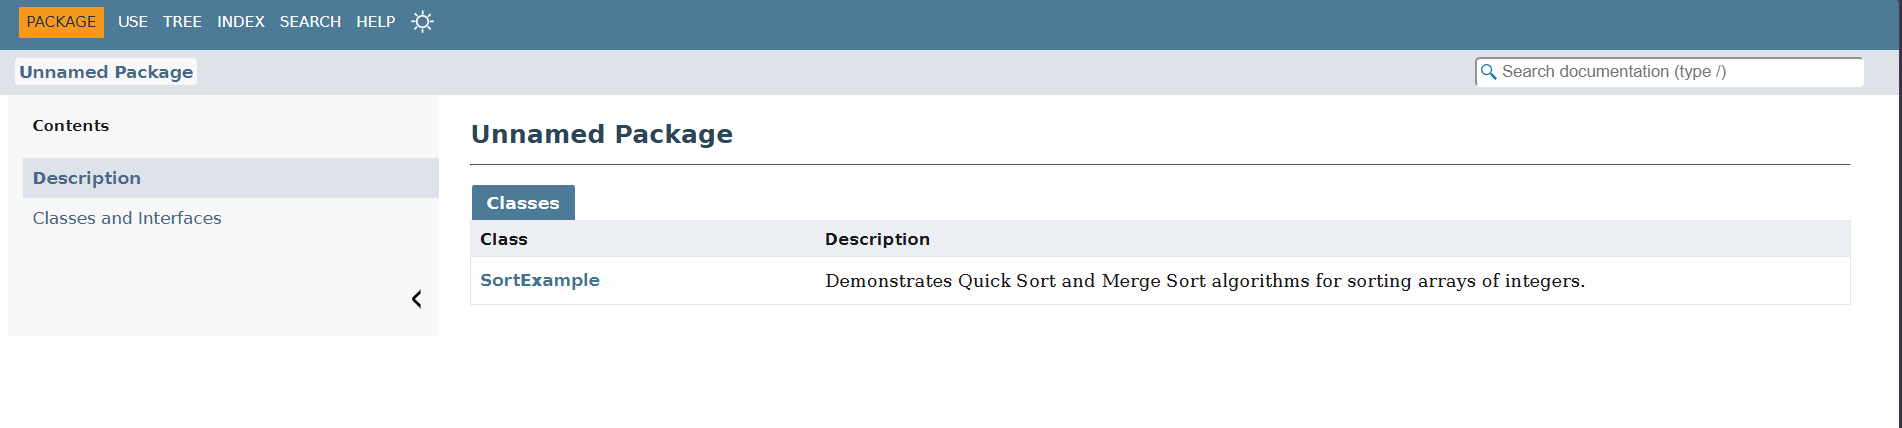 PACKAGE USE TREE INDEX SEARCH HELP
Unnamed Package
Search documentation (type /)
Contents
Description
Classes and Interfaces
Unnamed Package
Classes
Class Description
SortExample Demonstrates Quick Sort and Merge Sort algorithms for sorting arrays of integers.